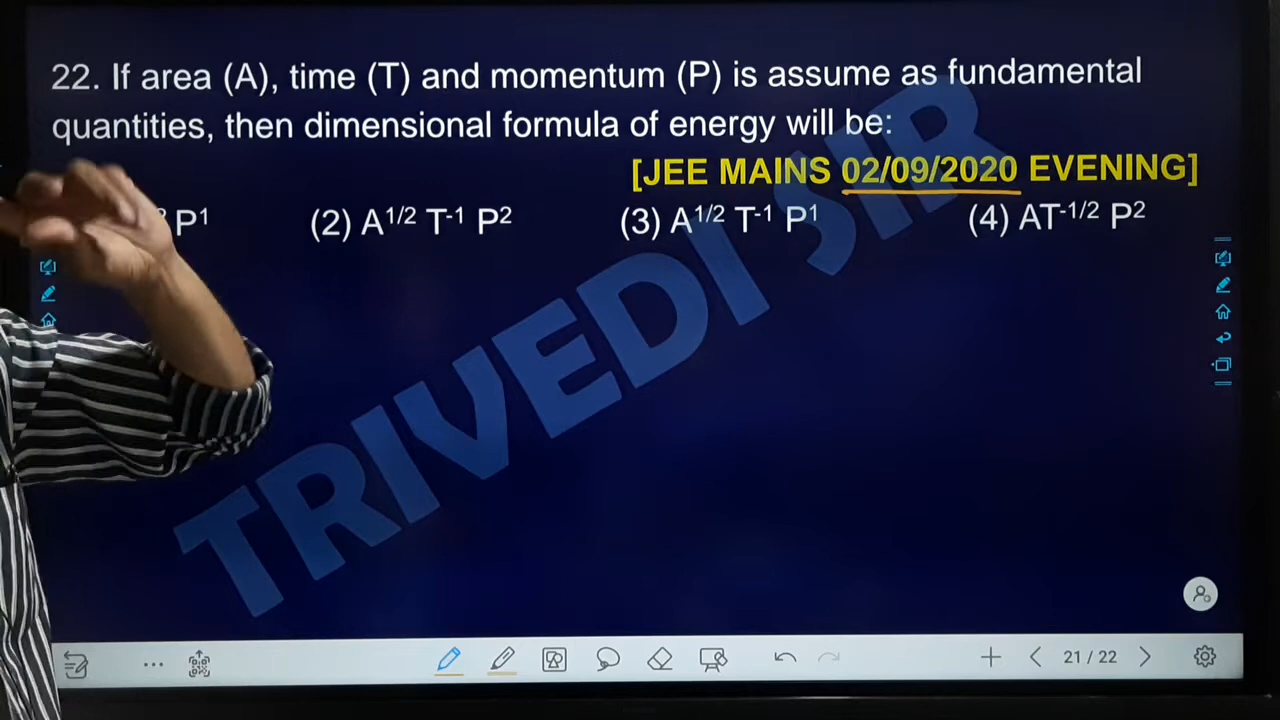 22. If area (A), time (T) and momentum (P) is assume as fundamental
quantities, then dimensional formula of energy will be:
[JEE MAINS 02/09/2020 EVENING]
P¹ (2) A¹/² T⁻¹ P² (3) A¹/² T⁻¹ P¹ (4) AT⁻¹/² P²
TRIVEDI SIR
21 / 22